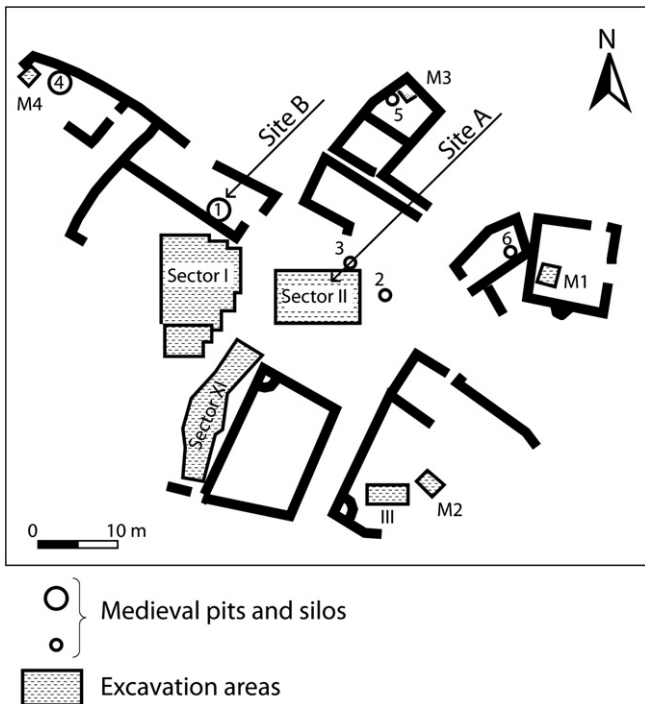 N
M3
4
M4
5
Site B
Site A
1
6
3
Sector I
Sector II
2
M1
Sector XI
III
M2
0 10 m
Medieval pits and silos
Excavation areas